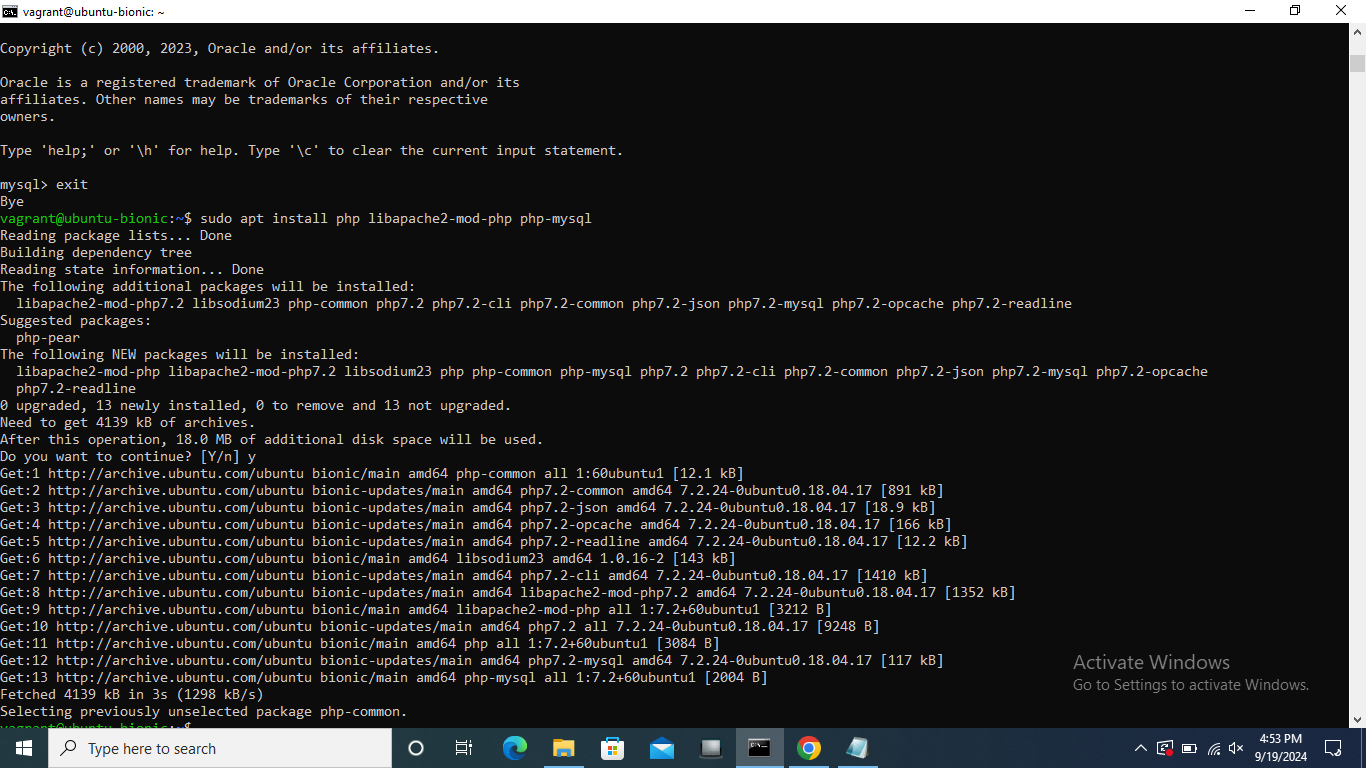 vagrant@ubuntu-bionic: ~
Copyright (c) 2000, 2023, Oracle and/or its affiliates.
Oracle is a registered trademark of Oracle Corporation and/or its
affiliates. Other names may be trademarks of their respective
owners.
Type 'help;' or '\h' for help. Type '\c' to clear the current input statement.
mysql> exit
Bye
vagrant@ubuntu-bionic:~$ sudo apt install php libapache2-mod-php php-mysql
Reading package lists... Done
Building dependency tree
Reading state information... Done
The following additional packages will be installed:
  libapache2-mod-php7.2 libsodium23 php-common php7.2 php7.2-cli php7.2-common php7.2-json php7.2-mysql php7.2-opcache php7.2-readline
Suggested packages:
  php-pear
The following NEW packages will be installed:
  libapache2-mod-php libapache2-mod-php7.2 libsodium23 php php-common php-mysql php7.2 php7.2-cli php7.2-common php7.2-json php7.2-mysql php7.2-opcache
  php7.2-readline
0 upgraded, 13 newly installed, 0 to remove and 13 not upgraded.
Need to get 4139 kB of archives.
After this operation, 18.0 MB of additional disk space will be used.
Do you want to continue? [Y/n] y
Get:1 http://archive.ubuntu.com/ubuntu bionic/main amd64 php-common all 1:60ubuntu1 [12.1 kB]
Get:2 http://archive.ubuntu.com/ubuntu bionic-updates/main amd64 php7.2-common amd64 7.2.24-0ubuntu0.18.04.17 [891 kB]
Get:3 http://archive.ubuntu.com/ubuntu bionic-updates/main amd64 php7.2-json amd64 7.2.24-0ubuntu0.18.04.17 [18.9 kB]
Get:4 http://archive.ubuntu.com/ubuntu bionic-updates/main amd64 php7.2-opcache amd64 7.2.24-0ubuntu0.18.04.17 [166 kB]
Get:5 http://archive.ubuntu.com/ubuntu bionic-updates/main amd64 php7.2-readline amd64 7.2.24-0ubuntu0.18.04.17 [12.2 kB]
Get:6 http://archive.ubuntu.com/ubuntu bionic/main amd64 libsodium23 amd64 1.0.16-2 [143 kB]
Get:7 http://archive.ubuntu.com/ubuntu bionic-updates/main amd64 php7.2-cli amd64 7.2.24-0ubuntu0.18.04.17 [1410 kB]
Get:8 http://archive.ubuntu.com/ubuntu bionic-updates/main amd64 libapache2-mod-php7.2 amd64 7.2.24-0ubuntu0.18.04.17 [1352 kB]
Get:9 http://archive.ubuntu.com/ubuntu bionic/main amd64 libapache2-mod-php all 1:7.2+60ubuntu1 [3212 B]
Get:10 http://archive.ubuntu.com/ubuntu bionic-updates/main amd64 php7.2 all 7.2.24-0ubuntu0.18.04.17 [9248 B]
Get:11 http://archive.ubuntu.com/ubuntu bionic/main amd64 php all 1:7.2+60ubuntu1 [3084 B]
Get:12 http://archive.ubuntu.com/ubuntu bionic-updates/main amd64 php7.2-mysql amd64 7.2.24-0ubuntu0.18.04.17 [117 kB]
Get:13 http://archive.ubuntu.com/ubuntu bionic/main amd64 php-mysql all 1:7.2+60ubuntu1 [2004 B]
Fetched 4139 kB in 3s (1298 kB/s)
Selecting previously unselected package php-common.
vagrant@ubuntu-bionic:~$
Activate Windows
Go to Settings to activate Windows.
Type here to search
4:53 PM
9/19/2024